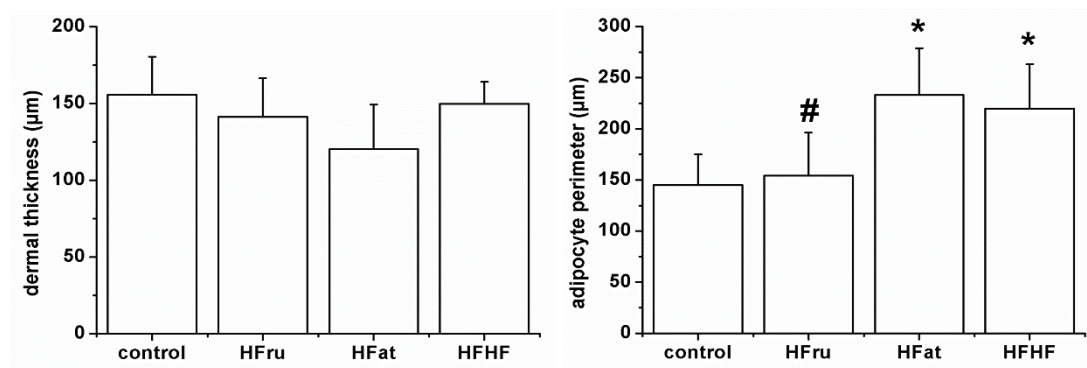 dermal thickness (µm)
200
150
100
50
0
control HFru HFat HFHF
adipocyte perimeter (µm)
300
250
200
150
100
50
0
# * *
control HFru HFat HFHF